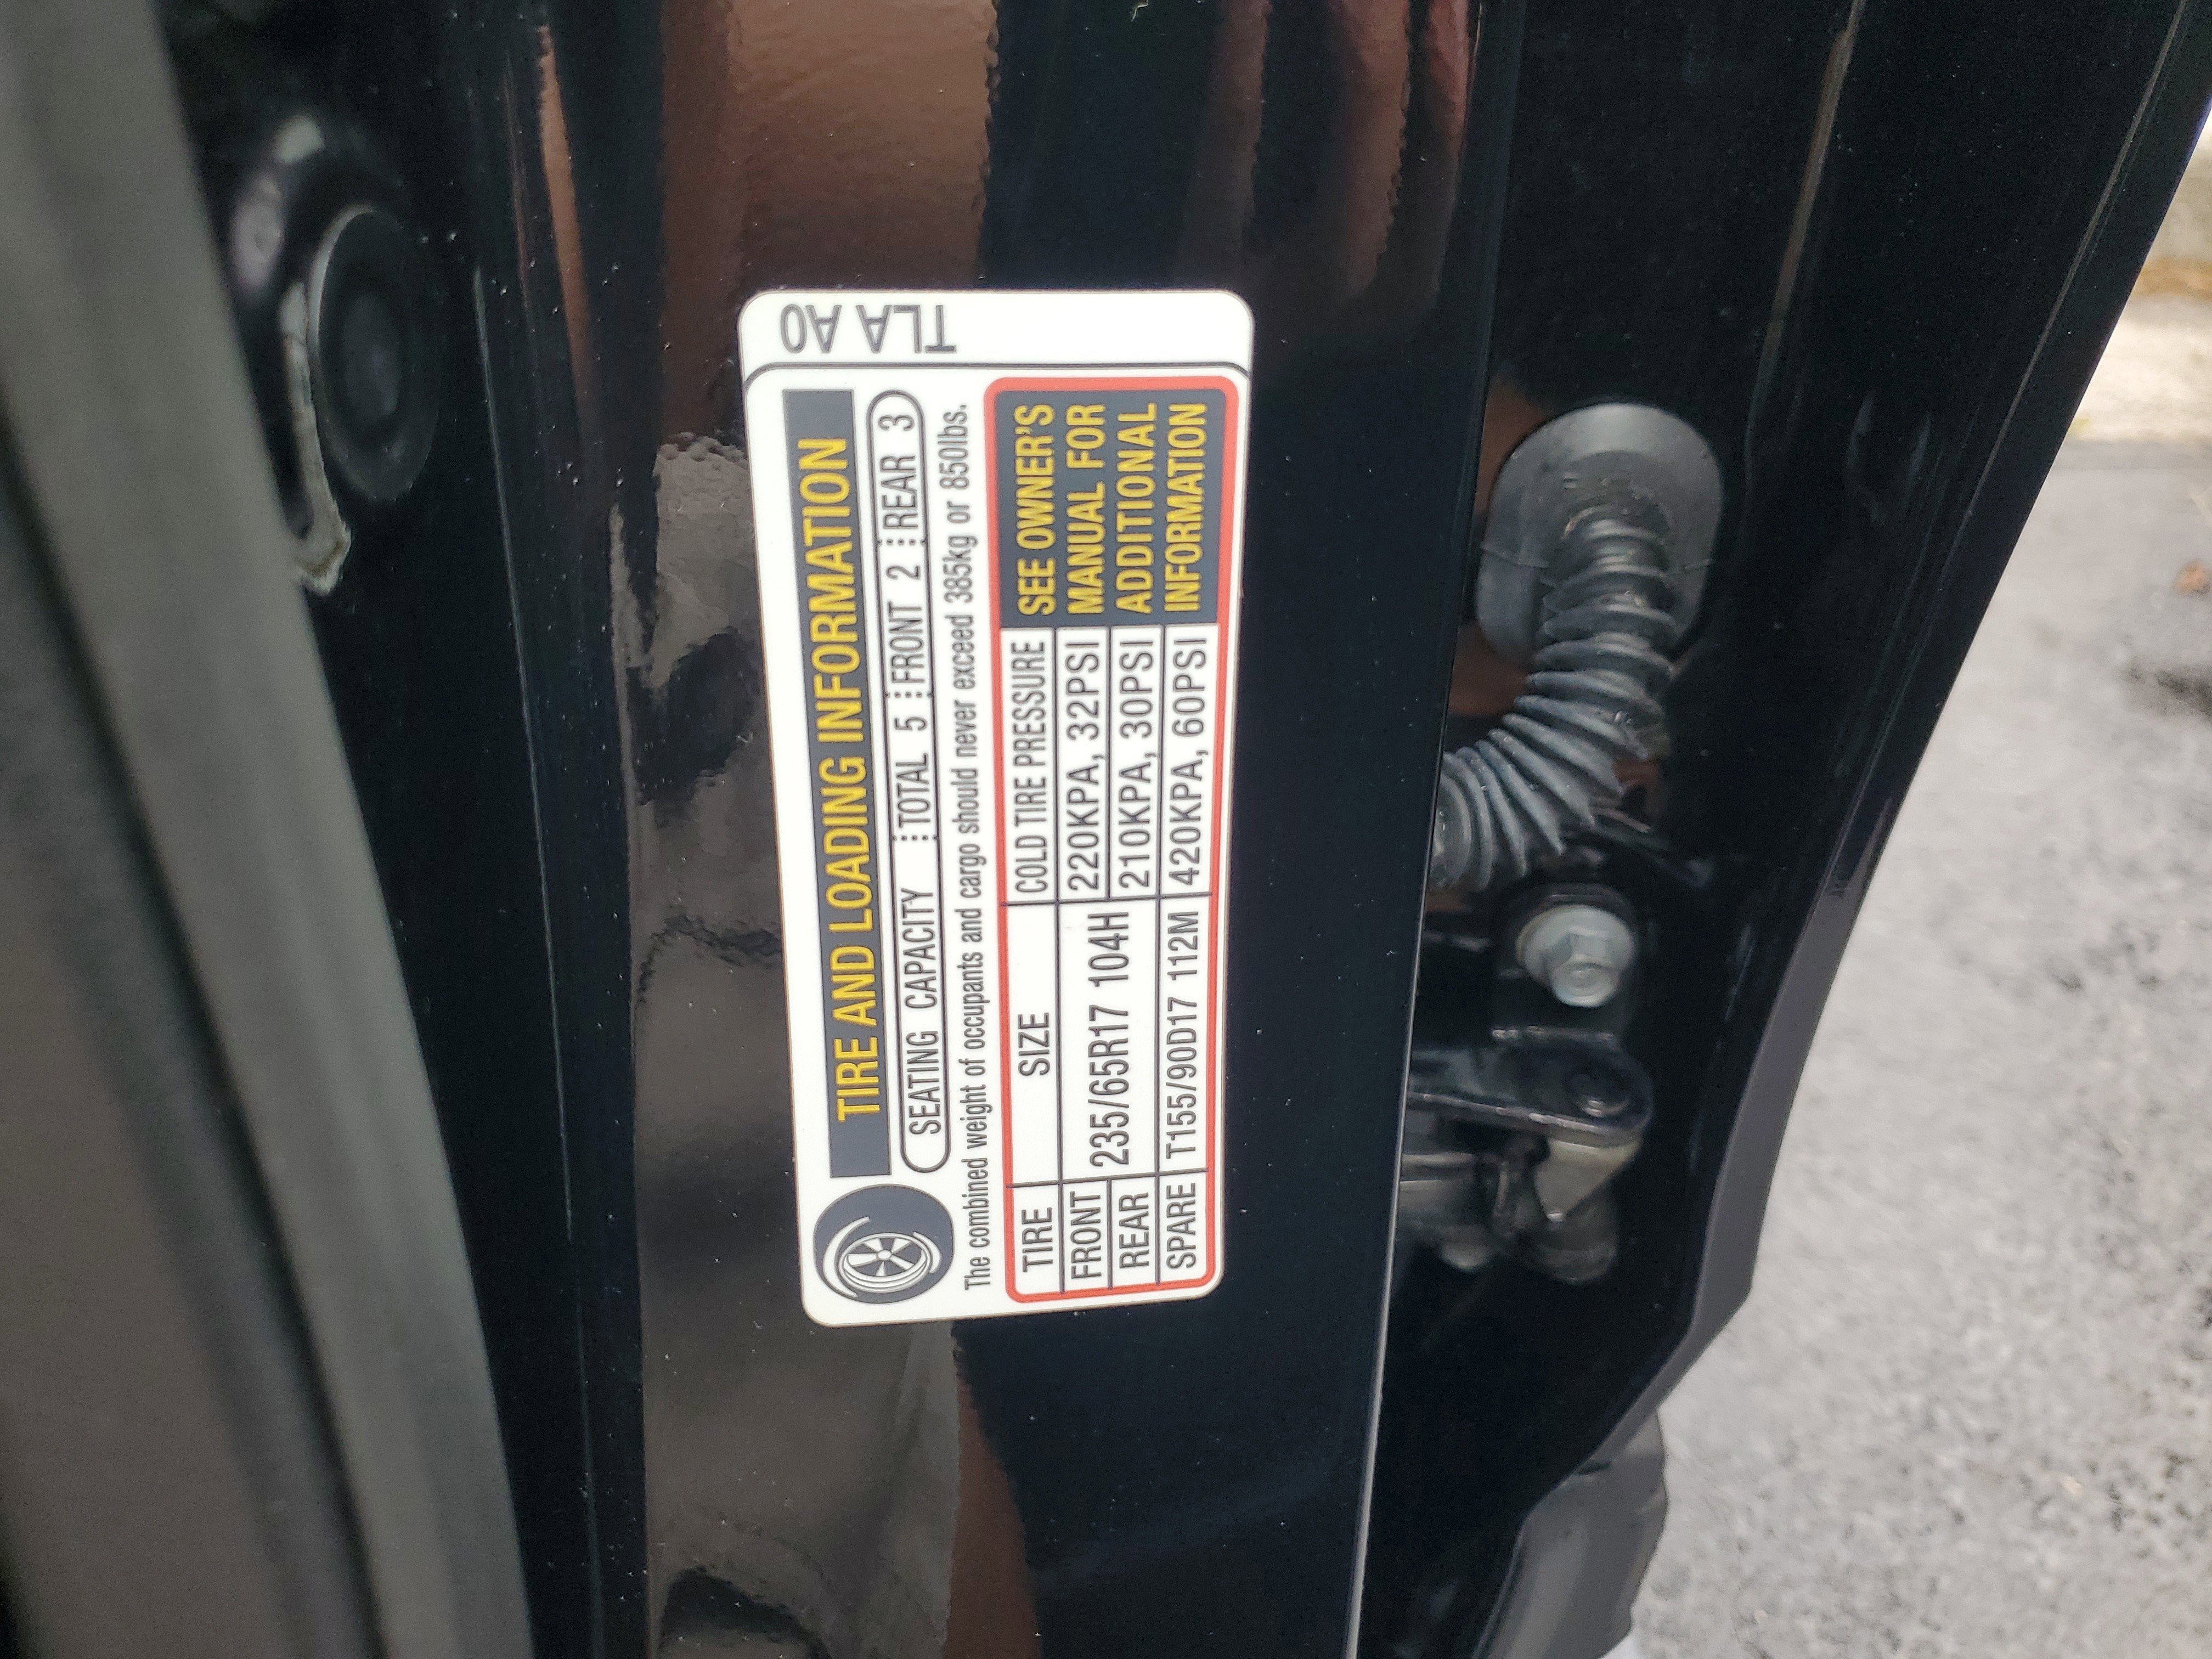 TLA A0
TIRE AND LOADING INFORMATION
SEATING CAPACITY TOTAL 5 FRONT 2 REAR 3
The combined weight of occupants and cargo should never exceed 385kg or 850lbs.
TIRE SIZE COLD TIRE PRESSURE
FRONT 235/65R17 104H 220KPA, 32PSI
REAR 210KPA, 30PSI
SPARE T155/90D17 112M 420KPA, 60PSI
SEE OWNER'S
MANUAL FOR
ADDITIONAL
INFORMATION